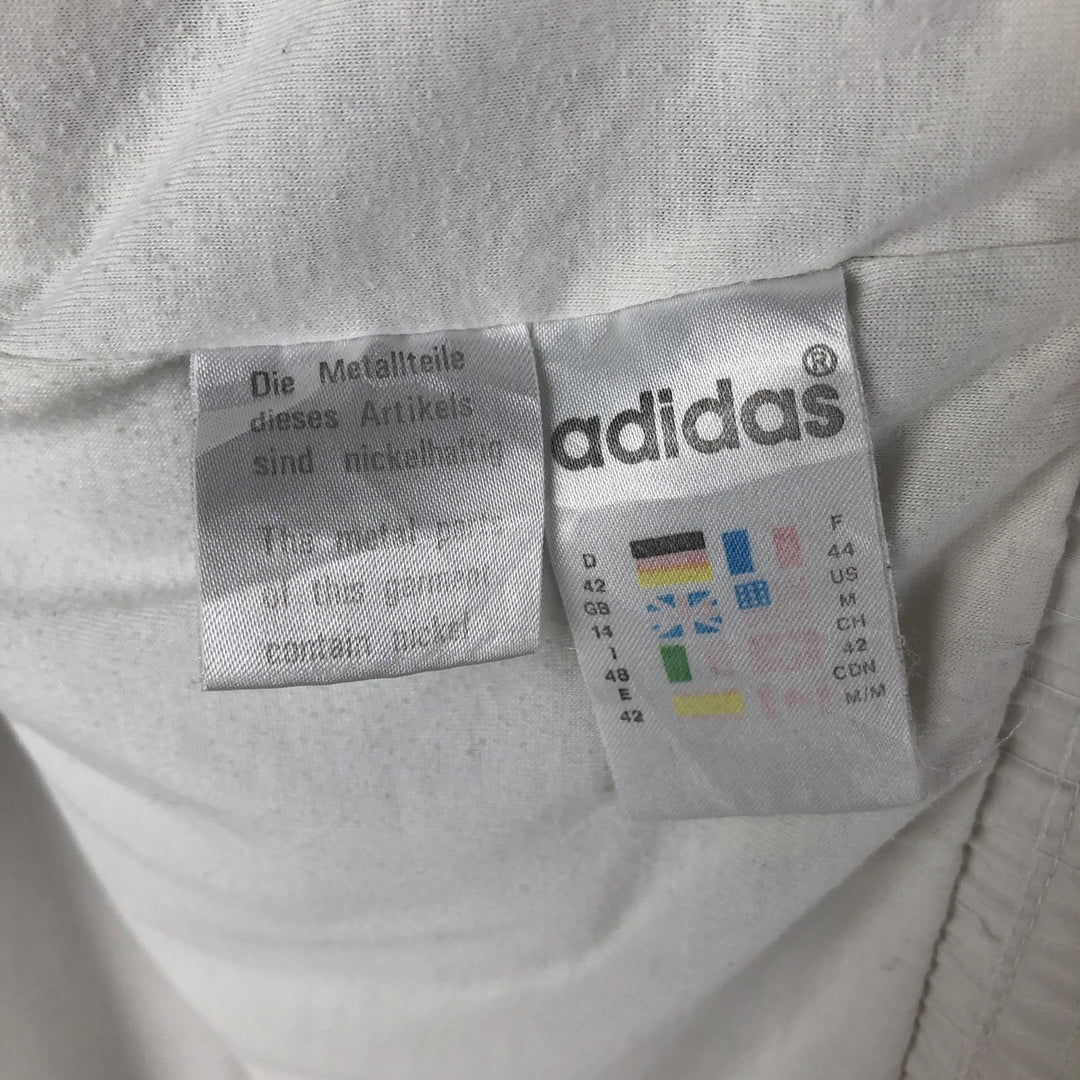 Die Metallteile
dieses Artikels
sind nickelhaltig
The metal parts
of this garment
contain nickel
adidas®
D
42
GB
14
I
48
E
42
F
44
US
M
CH
42
CDN
M/M